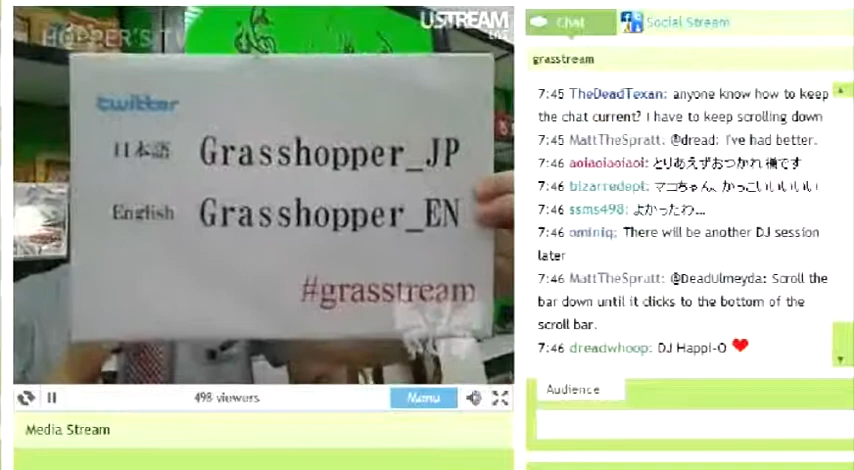 HOPPER'S TV
USTREAM
twitter
日本語 Grasshopper_JP
English Grasshopper_EN
#grasstream
498 viewers
Menu
Media Stream
Chat
Social Stream
grasstream
7:45 TheDeadTexan: anyone know how to keep
the chat current? I have to keep scrolling down
7:45 MattTheSpratt: @dread: I've had better.
7:46 aoiaoiaoiaoi: とりあえずおつかれ様です
7:46 bizarredept: マコちゃん、かっこいいいいい
7:46 ssms498: よかったわ...
7:46 ominiq: There will be another DJ session
later
7:46 MattTheSpratt: @DeadUlmeyda: Scroll the
bar down until it clicks to the bottom of the
scroll bar.
7:46 dreadwhoop: DJ Happi-O
Audience